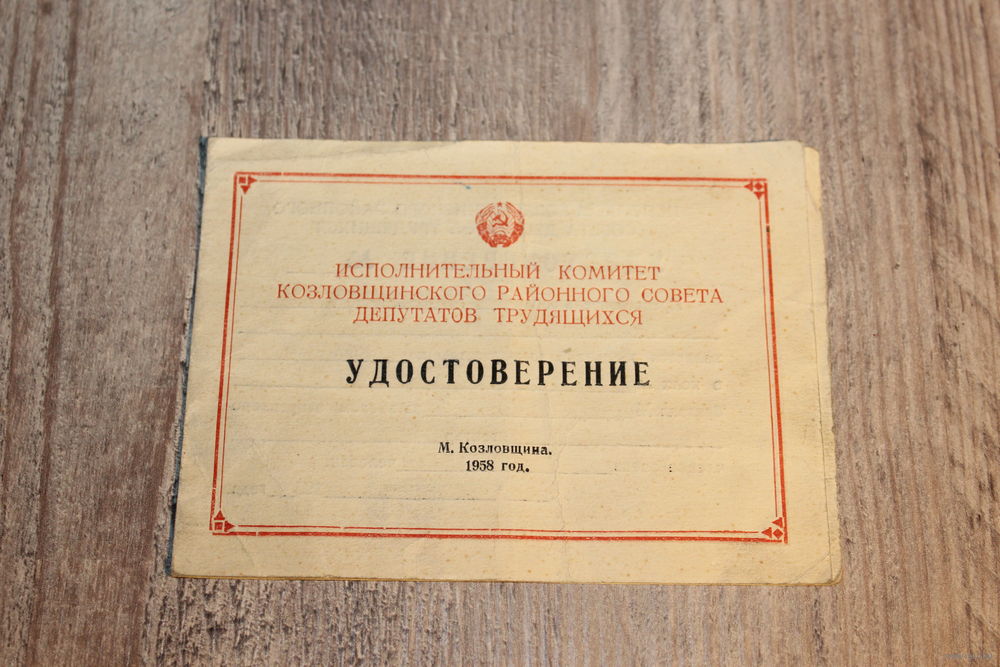 ИСПОЛНИТЕЛЬНЫЙ КОМИТЕТ
КОЗЛОВЩИНСКОГО РАЙОННОГО СОВЕТА
ДЕПУТАТОВ ТРУДЯЩИХСЯ
УДОСТОВЕРЕНИЕ
М. Козловщина.
1958 год.